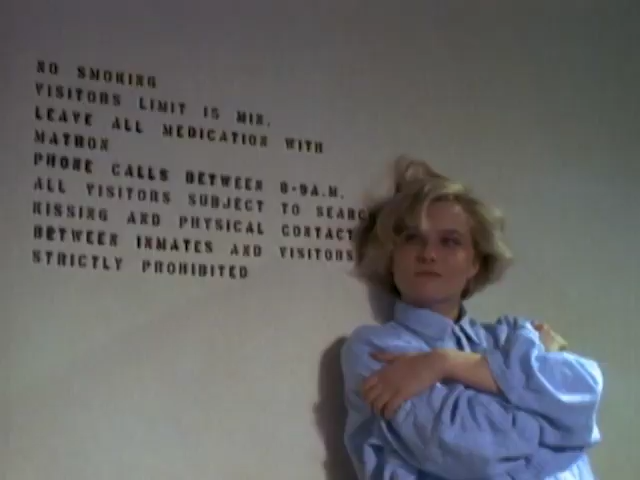 NO SMOKING
VISITORS LIMIT IS MIN.
LEAVE ALL MEDICATION WITH
MATRON
PHONE CALLS BETWEEN 8-9A.M.
ALL VISITORS SUBJECT TO SEARC
KISSING AND PHYSICAL CONTACT
BETWEEN INMATES AND VISITORS
STRICTLY PROHIBITED